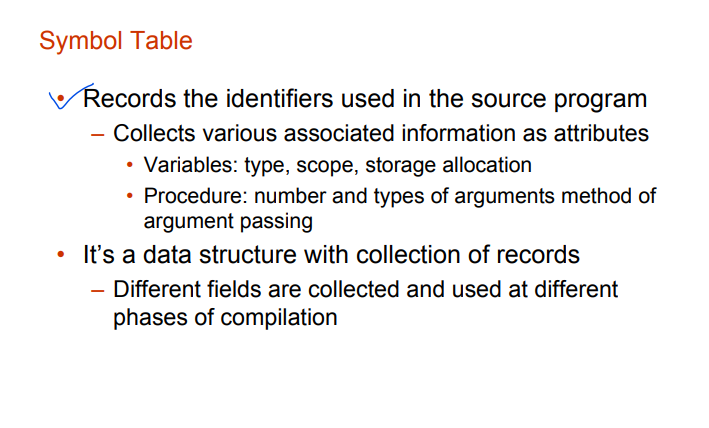 Symbol Table
• Records the identifiers used in the source program
– Collects various associated information as attributes
• Variables: type, scope, storage allocation
• Procedure: number and types of arguments method of
argument passing
• It's a data structure with collection of records
– Different fields are collected and used at different
phases of compilation